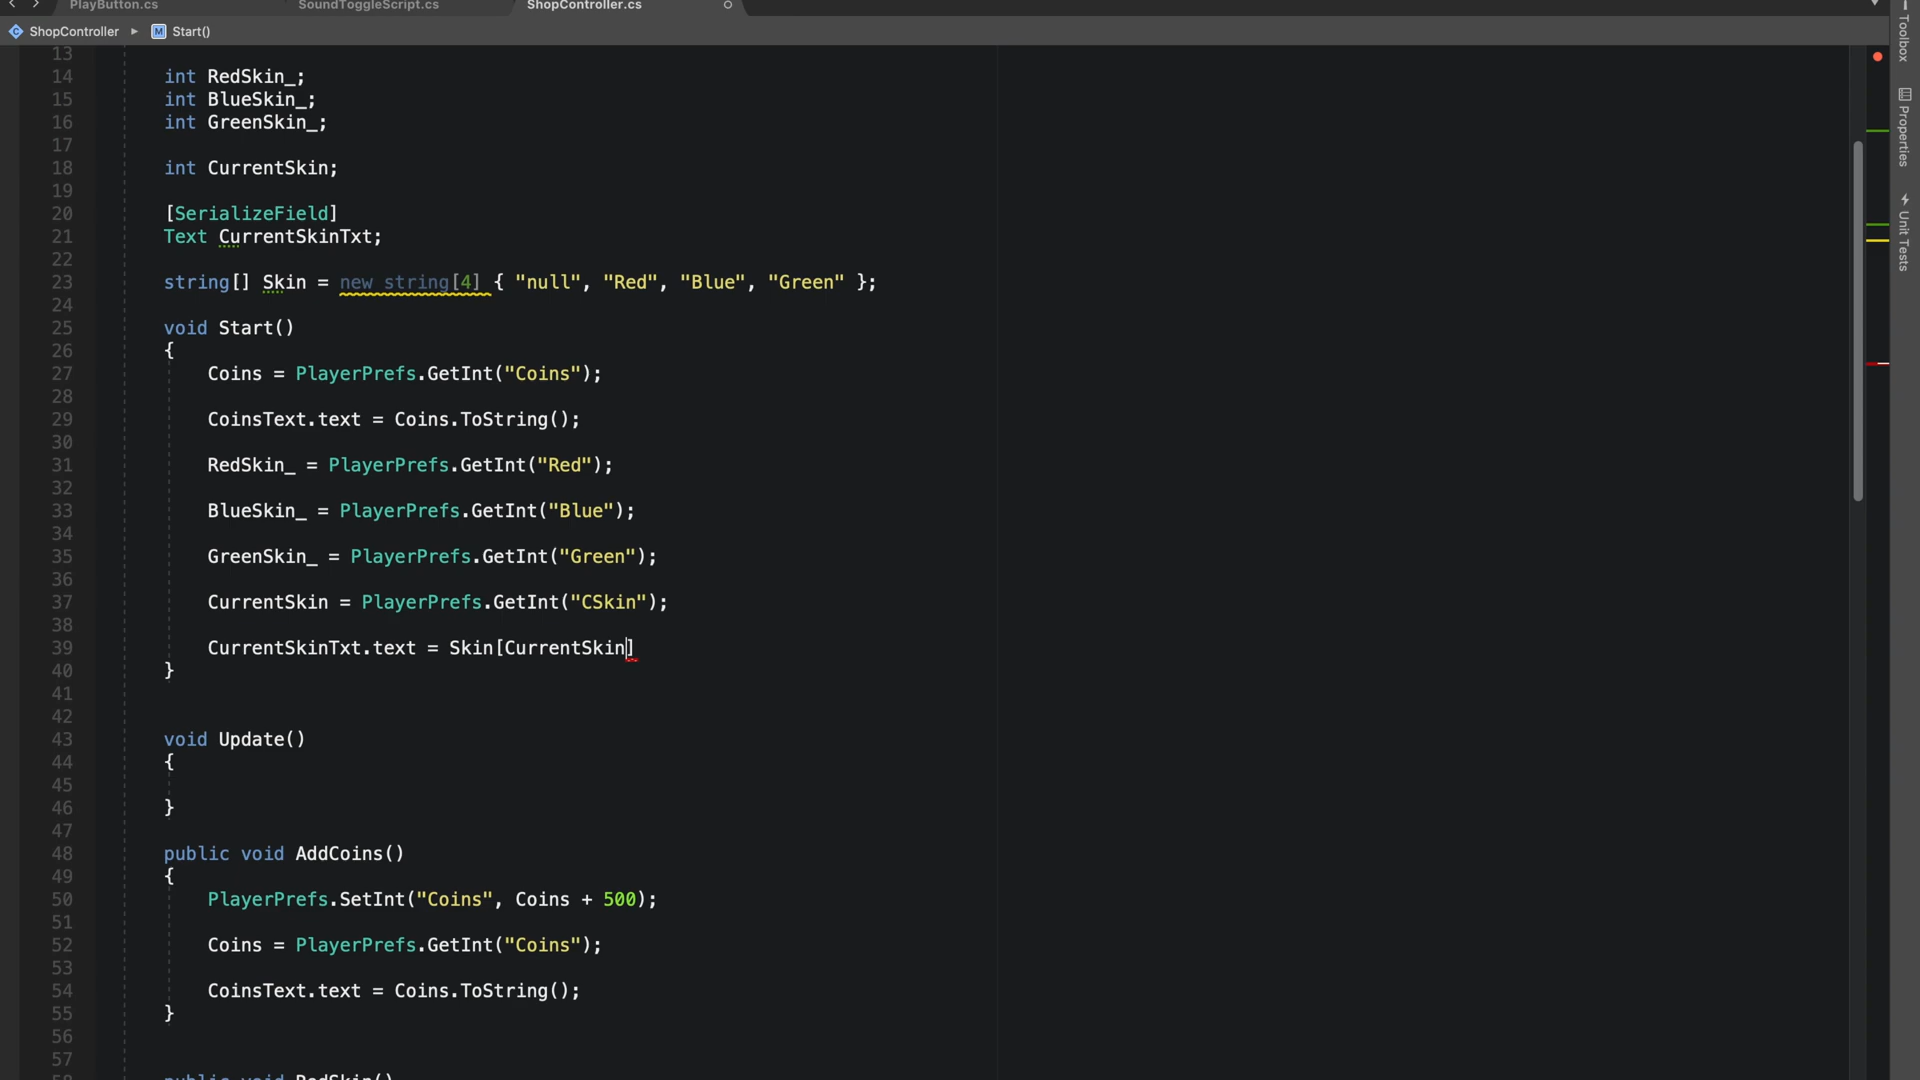 PlayButton.cs
SoundToggleScript.cs
ShopController.cs
ShopController
M Start()
13
14 int RedSkin_;
15 int BlueSkin_;
16 int GreenSkin_;
17
18 int CurrentSkin;
19
20 [SerializeField]
21 Text CurrentSkinTxt;
22
23 string[] Skin = new string[4] { "null", "Red", "Blue", "Green" };
24
25 void Start()
26 {
27 Coins = PlayerPrefs.GetInt("Coins");
28
29 CoinsText.text = Coins.ToString();
30
31 RedSkin_ = PlayerPrefs.GetInt("Red");
32
33 BlueSkin_ = PlayerPrefs.GetInt("Blue");
34
35 GreenSkin_ = PlayerPrefs.GetInt("Green");
36
37 CurrentSkin = PlayerPrefs.GetInt("CSkin");
38
39 CurrentSkinTxt.text = Skin[CurrentSkin]
40 }
41
42
43 void Update()
44 {
45
46 }
47
48 public void AddCoins()
49 {
50 PlayerPrefs.SetInt("Coins", Coins + 500);
51
52 Coins = PlayerPrefs.GetInt("Coins");
53
54 CoinsText.text = Coins.ToString();
55 }
56
57
58 public void RedSkin()
Toolbox
Properties
Unit Tests